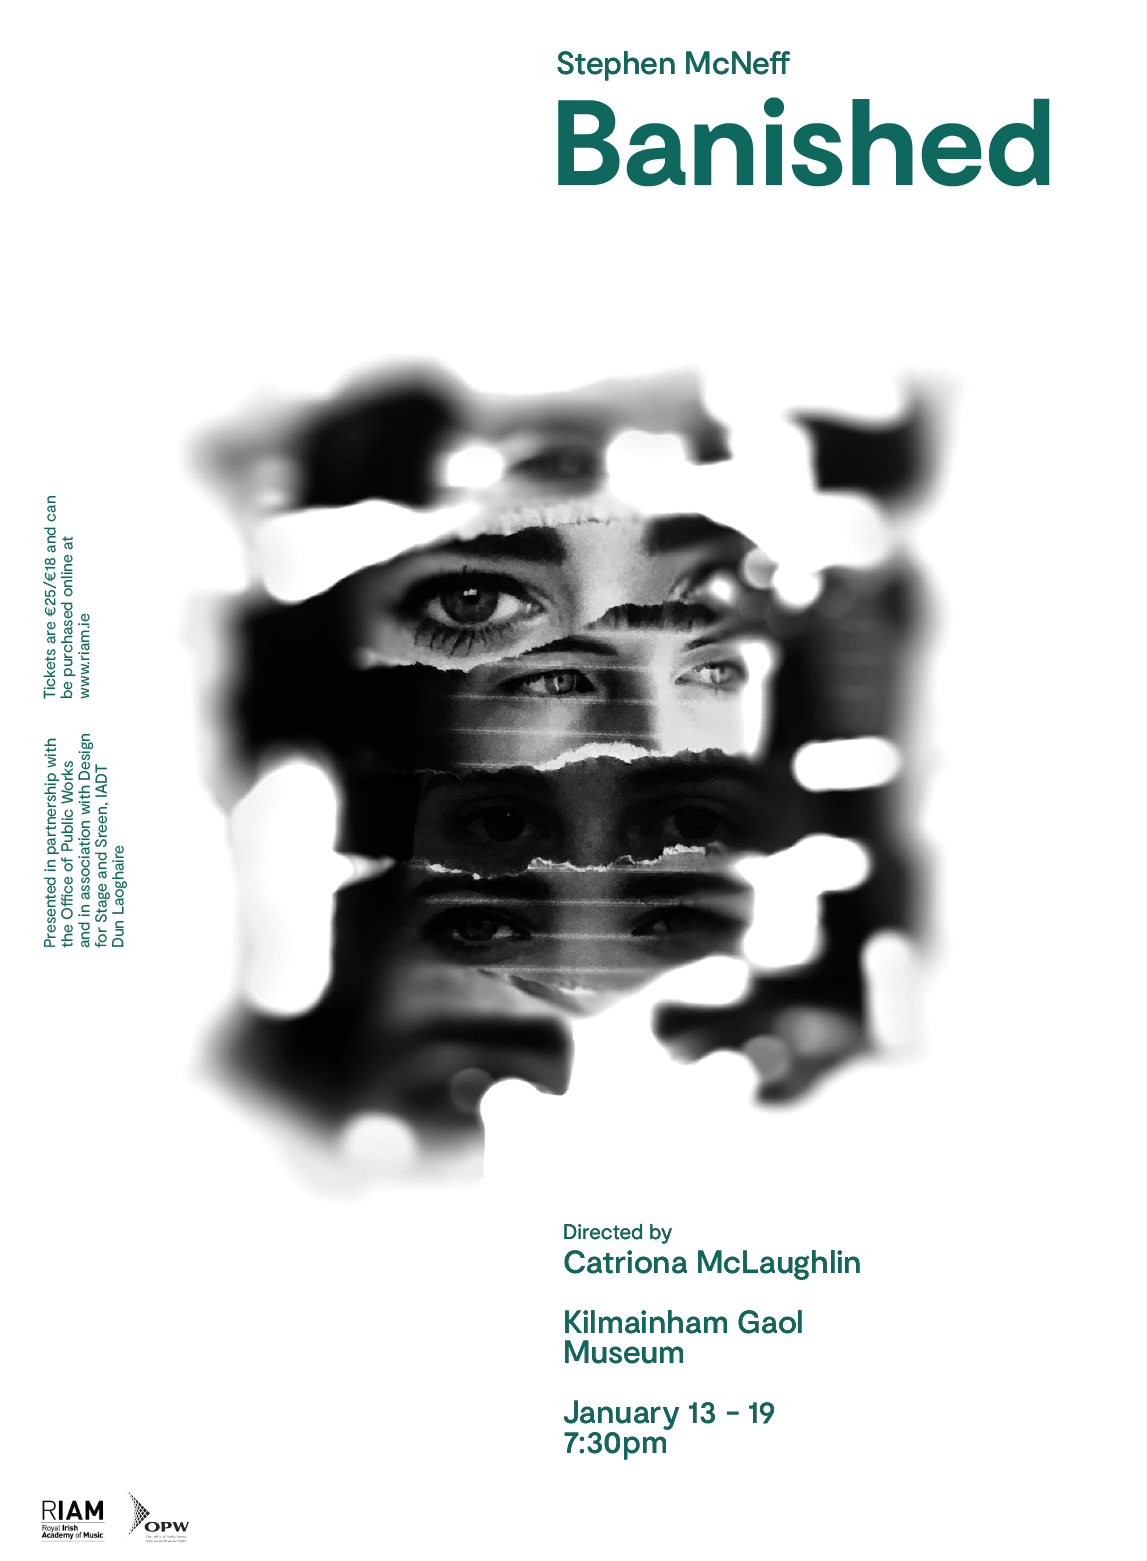 Stephen McNeff
Banished
Tickets are €25/€18 and can
be purchased online at
www.riam.ie
Presented in partnership with
the Office of Public Works
and in association with Design
for Stage and Sreen, IADT
Dun Laoghaire
Directed by
Catriona McLaughlin
Kilmainham Gaol
Museum
January 13 - 19
7:30pm
RIAM
Royal Irish
Academy of Music
OPW